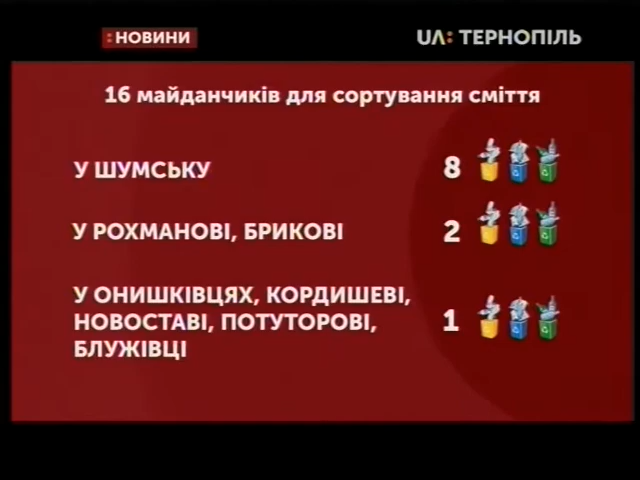 :НОВИНИ
UA: ТЕРНОПІЛЬ
16 майданчиків для сортування сміття
У ШУМСЬКУ 8
У РОХМАНОВІ, БРИКОВІ 2
У ОНИШКІВЦЯХ, КОРДИШЕВІ,
НОВОСТАВІ, ПОТУТОРОВІ, 1
БЛУЖІВЦІ